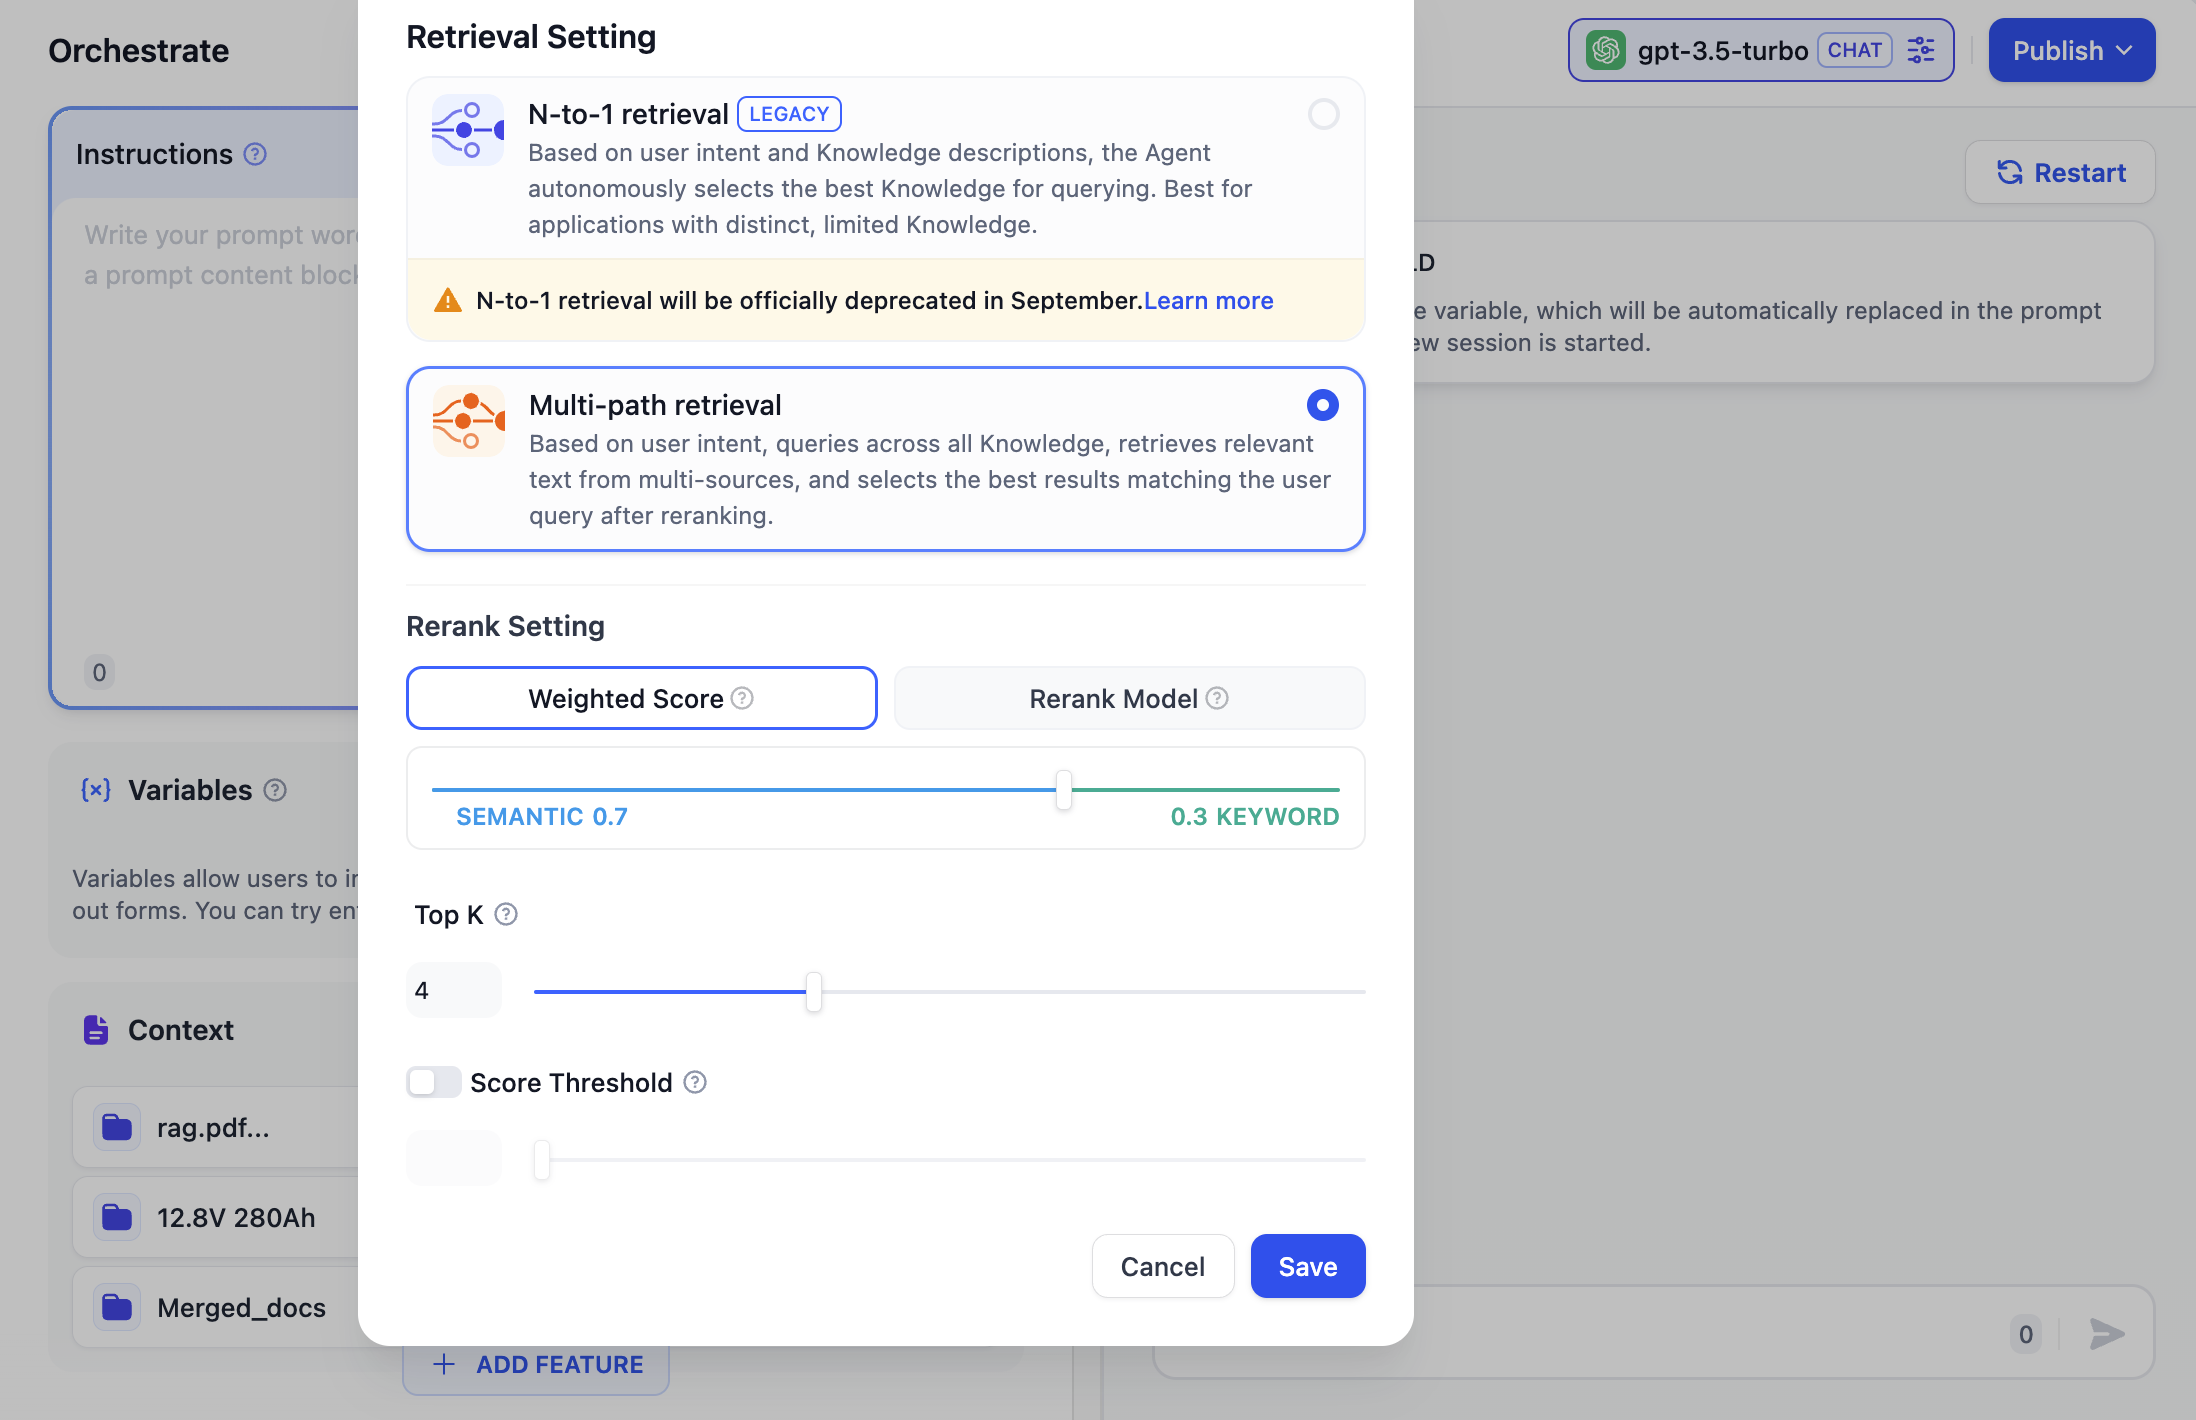 Orchestrate
Instructions
Write your prompt
a prompt content
0
Variables
Variables allow users to
out forms. You can try
Context
rag.pdf...
12.8V 280Ah
Merged_docs
ADD FEATURE
Retrieval Setting
N-to-1 retrieval LEGACY
Based on user intent and Knowledge descriptions, the Agent
autonomously selects the best Knowledge for querying. Best for
applications with distinct, limited Knowledge.
N-to-1 retrieval will be officially deprecated in September.Learn more
Multi-path retrieval
Based on user intent, queries across all Knowledge, retrieves relevant
text from multi-sources, and selects the best results matching the user
query after reranking.
Rerank Setting
Weighted Score
Rerank Model
SEMANTIC 0.7
0.3 KEYWORD
Top K
4
Score Threshold
Cancel
Save
gpt-3.5-turbo CHAT
Publish
Restart
variable, which will be automatically replaced in the prompt
session is started.
0